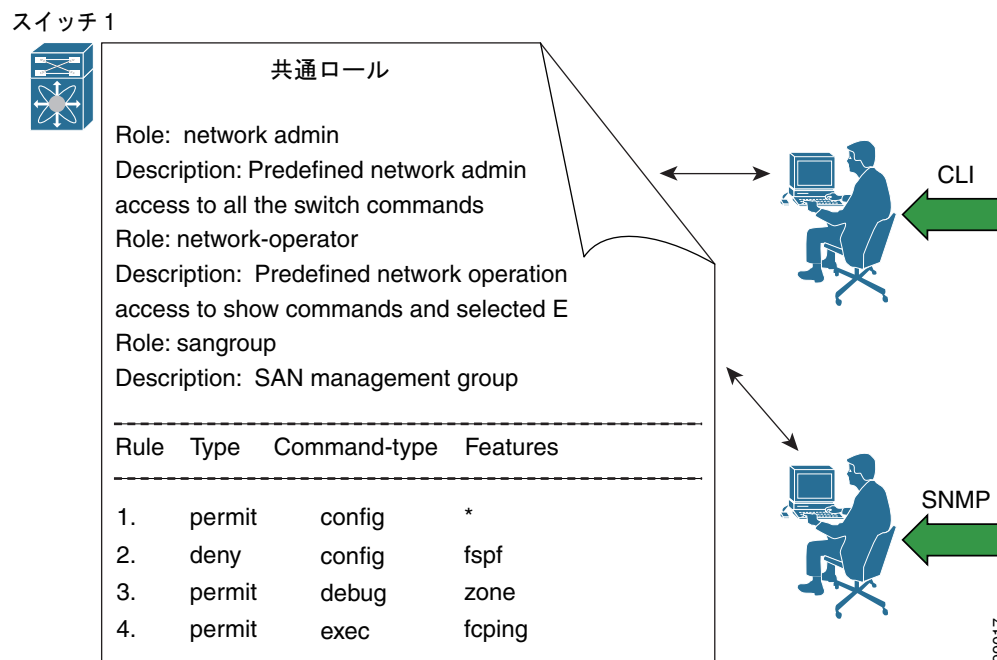 スイッチ 1
共通ロール
Role: network admin
Description: Predefined network admin
access to all the switch commands
Role: network-operator
Description: Predefined network operation
access to show commands and selected E
Role: sangroup
Description: SAN management group
Rule Type Command-type Features
1. permit config *
2. deny config fspf
3. permit debug zone
4. permit exec fcping
CLI
SNMP